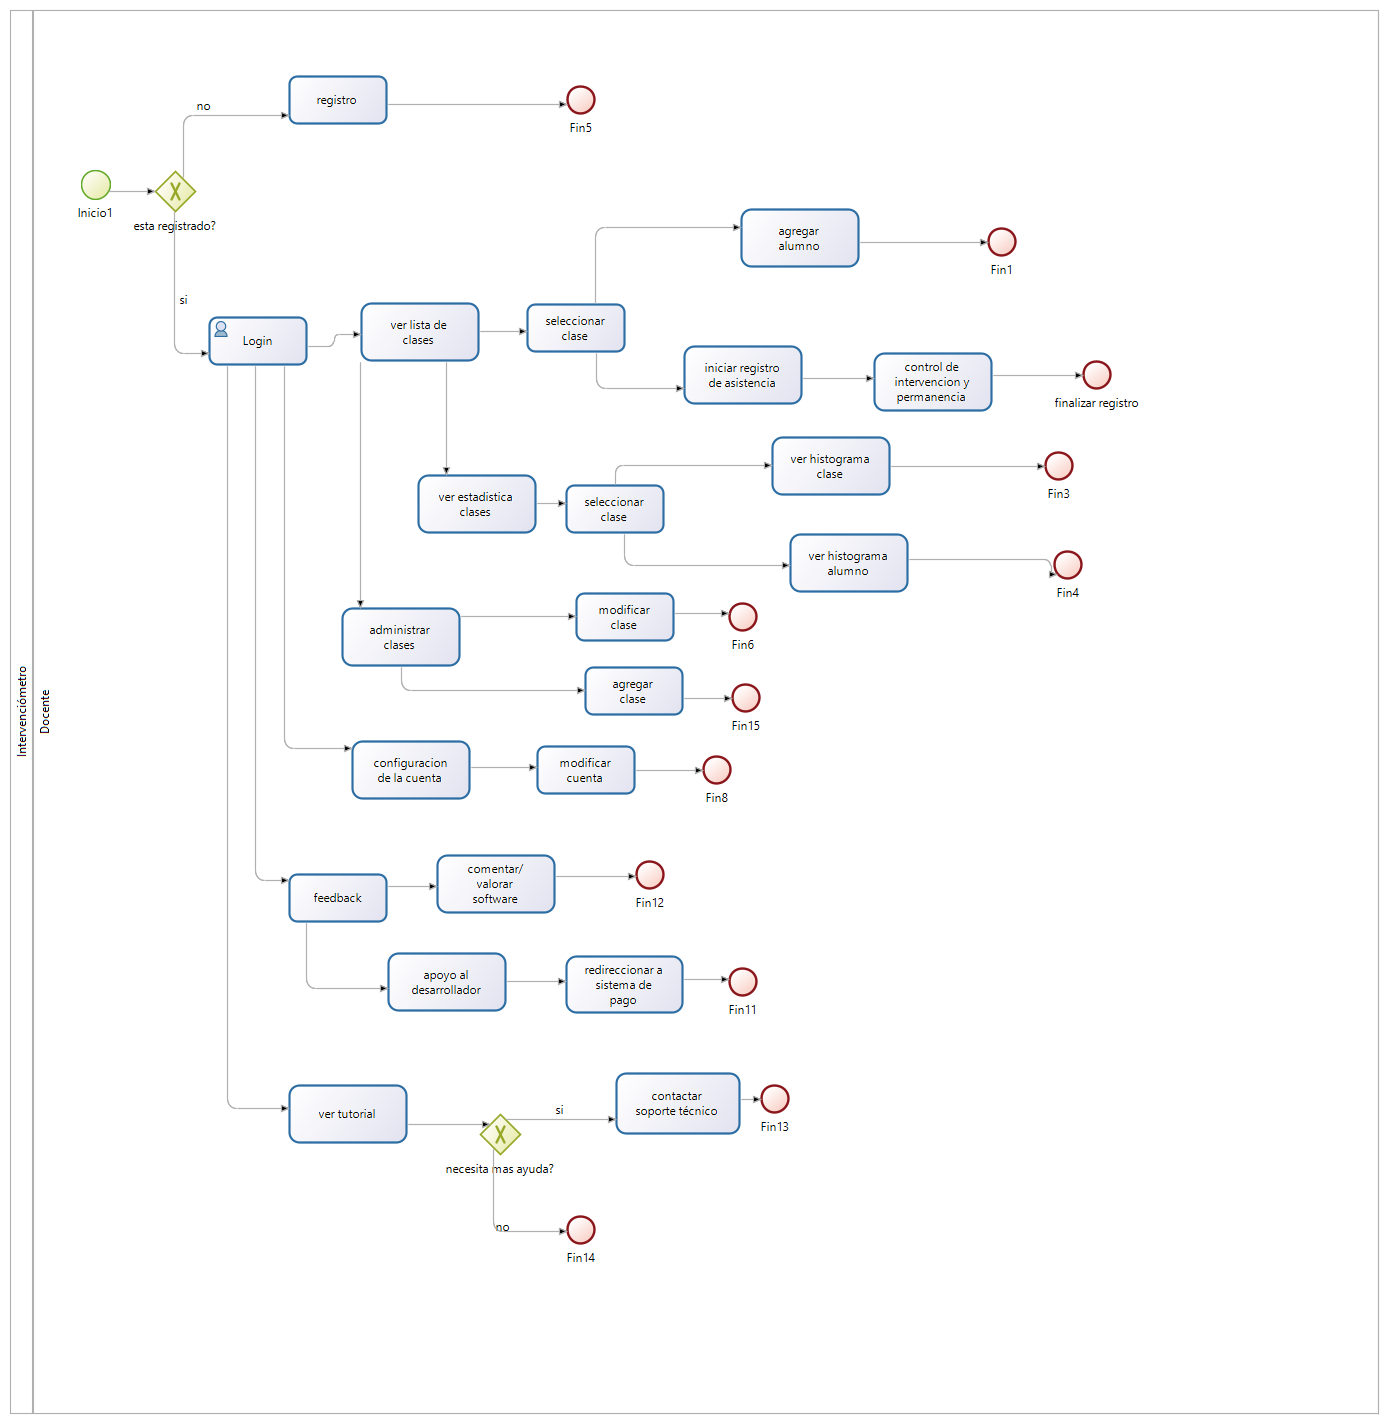 Intervenciómetro
Docente
registro
no
Fin5
Inicio1
esta registrado?
si
agregar
alumno
Fin1
Login
ver lista de
clases
seleccionar
clase
iniciar registro
de asistencia
control de
intervencion y
permanencia
finalizar registro
ver histograma
clase
Fin3
ver estadistica
clases
seleccionar
clase
ver histograma
alumno
Fin4
administrar
clases
modificar
clase
Fin6
agregar
clase
Fin15
configuracion
de la cuenta
modificar
cuenta
Fin8
feedback
comentar/
valorar
software
Fin12
apoyo al
desarrollador
redireccionar a
sistema de
pago
Fin11
ver tutorial
si
contactar
soporte técnico
Fin13
necesita mas ayuda?
no
Fin14